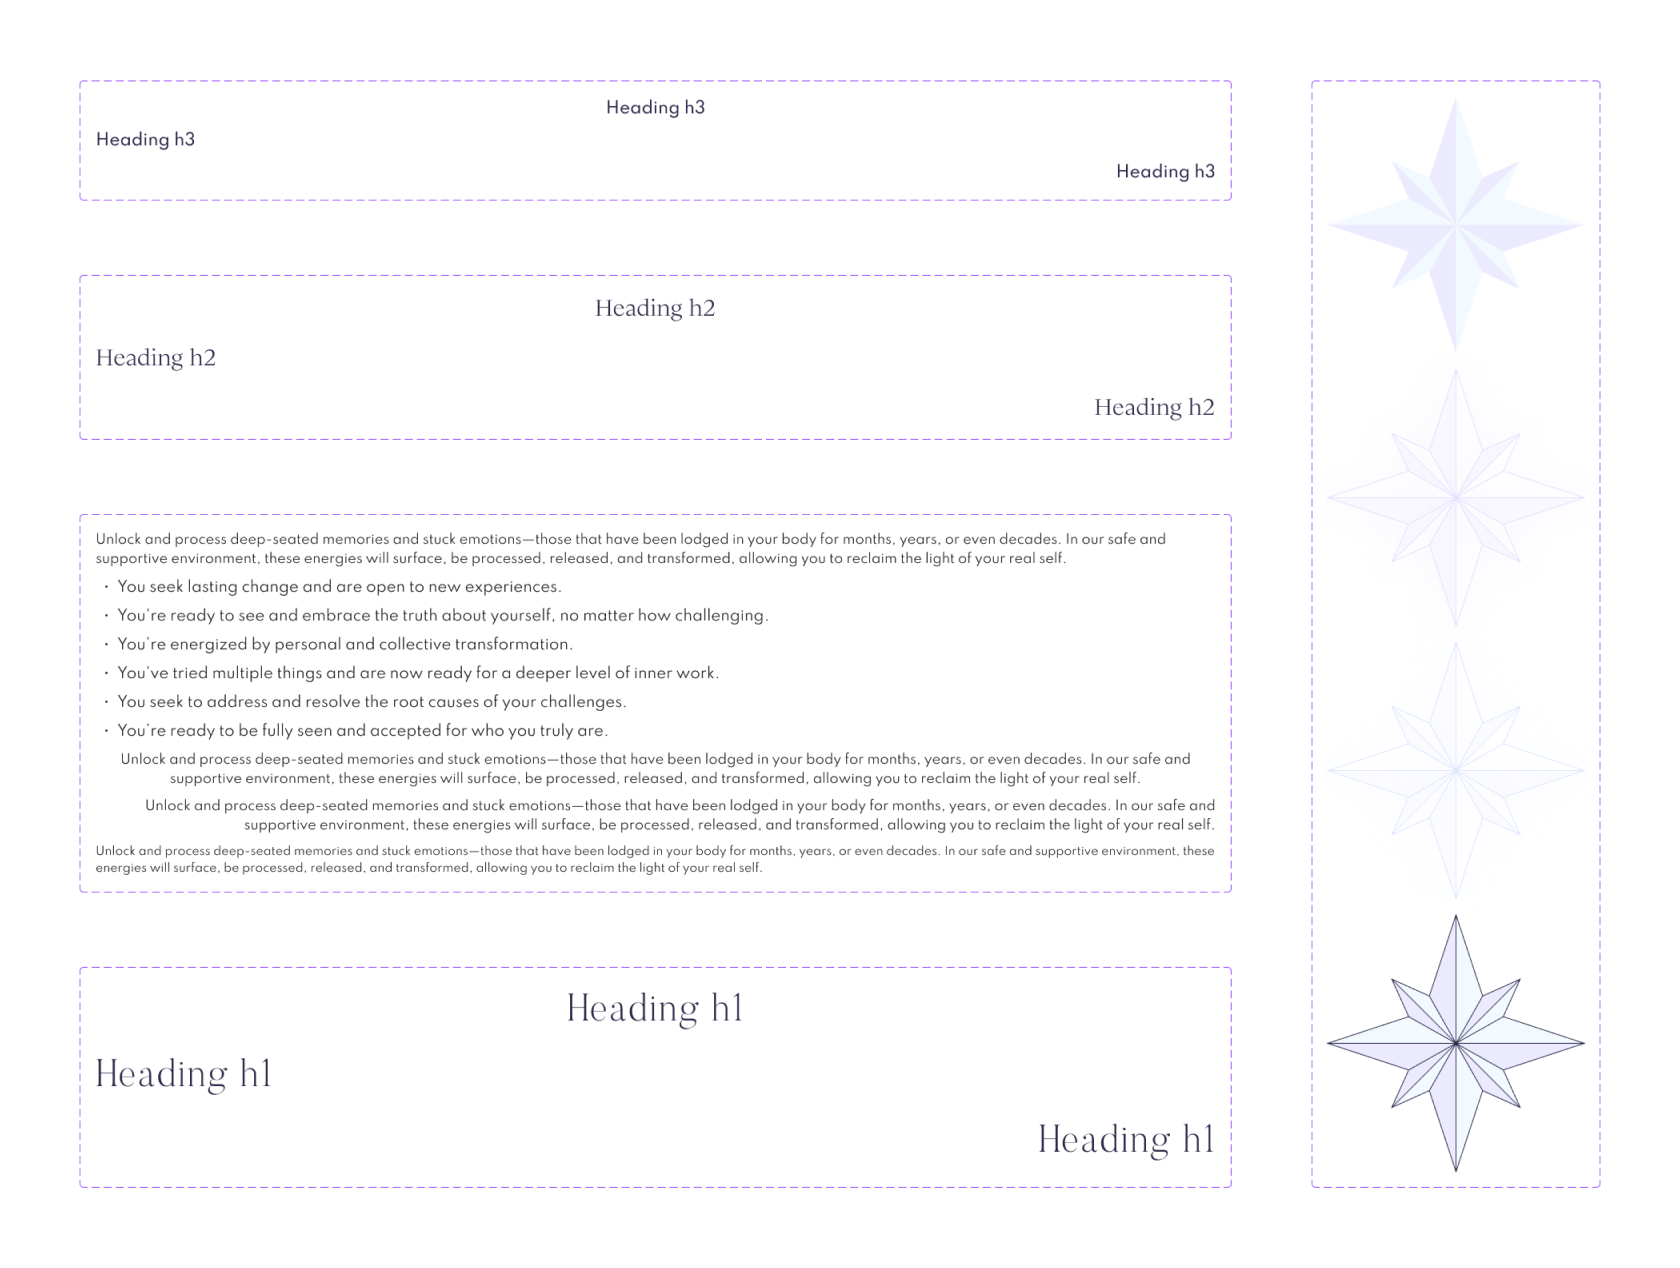 Heading h3
Heading h3
Heading h3
Heading h2
Heading h2
Heading h2
Unlock and process deep-seated memories and stuck emotions—those that have been lodged in your body for months, years, or even decades. In our safe and
supportive environment, these energies will surface, be processed, released, and transformed, allowing you to reclaim the light of your real self.
· You seek lasting change and are open to new experiences.
· You're ready to see and embrace the truth about yourself, no matter how challenging.
· You're energized by personal and collective transformation.
· You've tried multiple things and are now ready for a deeper level of inner work.
· You seek to address and resolve the root causes of your challenges.
· You're ready to be fully seen and accepted for who you truly are.
Unlock and process deep-seated memories and stuck emotions—those that have been lodged in your body for months, years, or even decades. In our safe and
supportive environment, these energies will surface, be processed, released, and transformed, allowing you to reclaim the light of your real self.
Unlock and process deep-seated memories and stuck emotions—those that have been lodged in your body for months, years, or even decades. In our safe and
supportive environment, these energies will surface, be processed, released, and transformed, allowing you to reclaim the light of your real self.
Unlock and process deep-seated memories and stuck emotions—those that have been lodged in your body for months, years, or even decades. In our safe and supportive environment, these
energies will surface, be processed, released, and transformed, allowing you to reclaim the light of your real self.
Heading h1
Heading h1
Heading h1